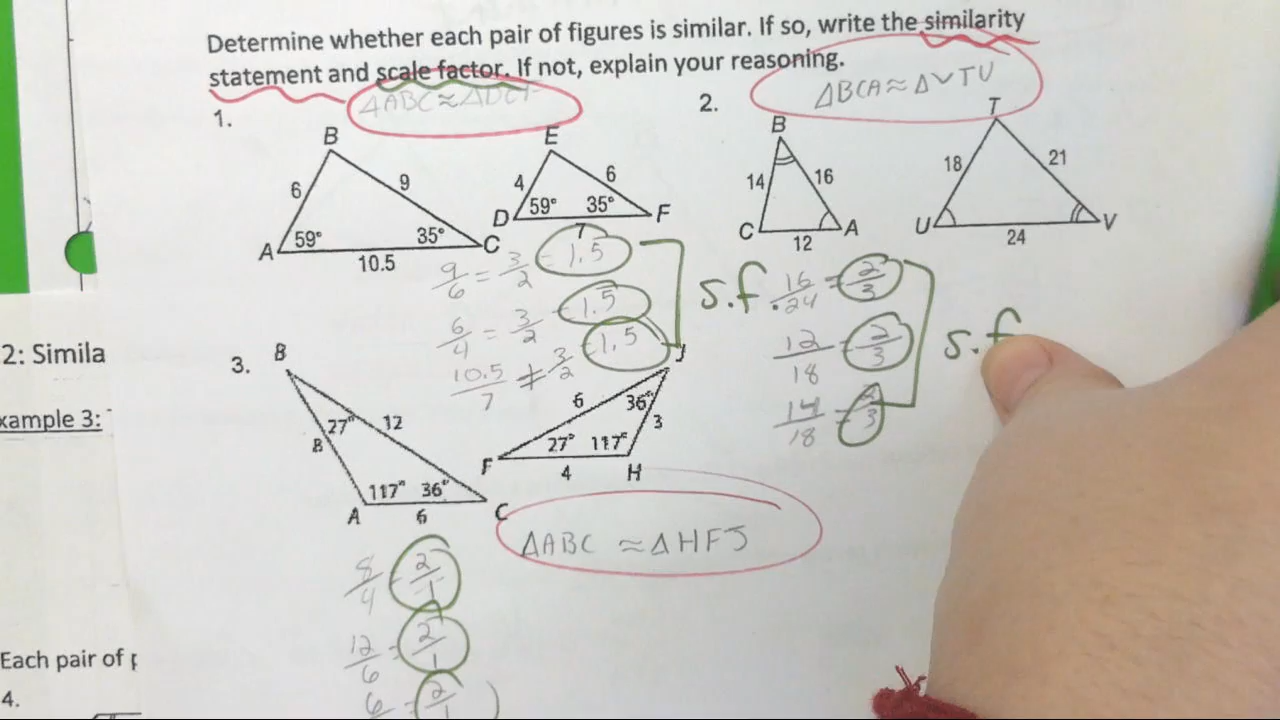 Determine whether each pair of figures is similar. If so, write the similarity
statement and scale factor. If not, explain your reasoning.
ΔABC ≈
1.
B
6
9
A
59°
35°
C
10.5
E
4
6
D
59°
35°
F
7
9/6 = 3/2 = 1.5
6/4 = 3/2 = 1.5
10.5/7 ≠ 3/2 = 1.5
s.f.
2.
ΔBCA ≈ ΔVTU
B
14
16
C
12
A
T
18
21
U
24
V
16/24 = 2/3
12/18 = 2/3
14/18 = 2/3
s.f
3.
B
27°
12
8
117°
36°
A
6
C
J
6
36°
3
F
27°
117°
4
H
ΔABC ≈ ΔHFJ
8/4 = 2/1
12/6 = 2/1
6 = 2/1
2: Simila
xample 3:
Each pair of
4.